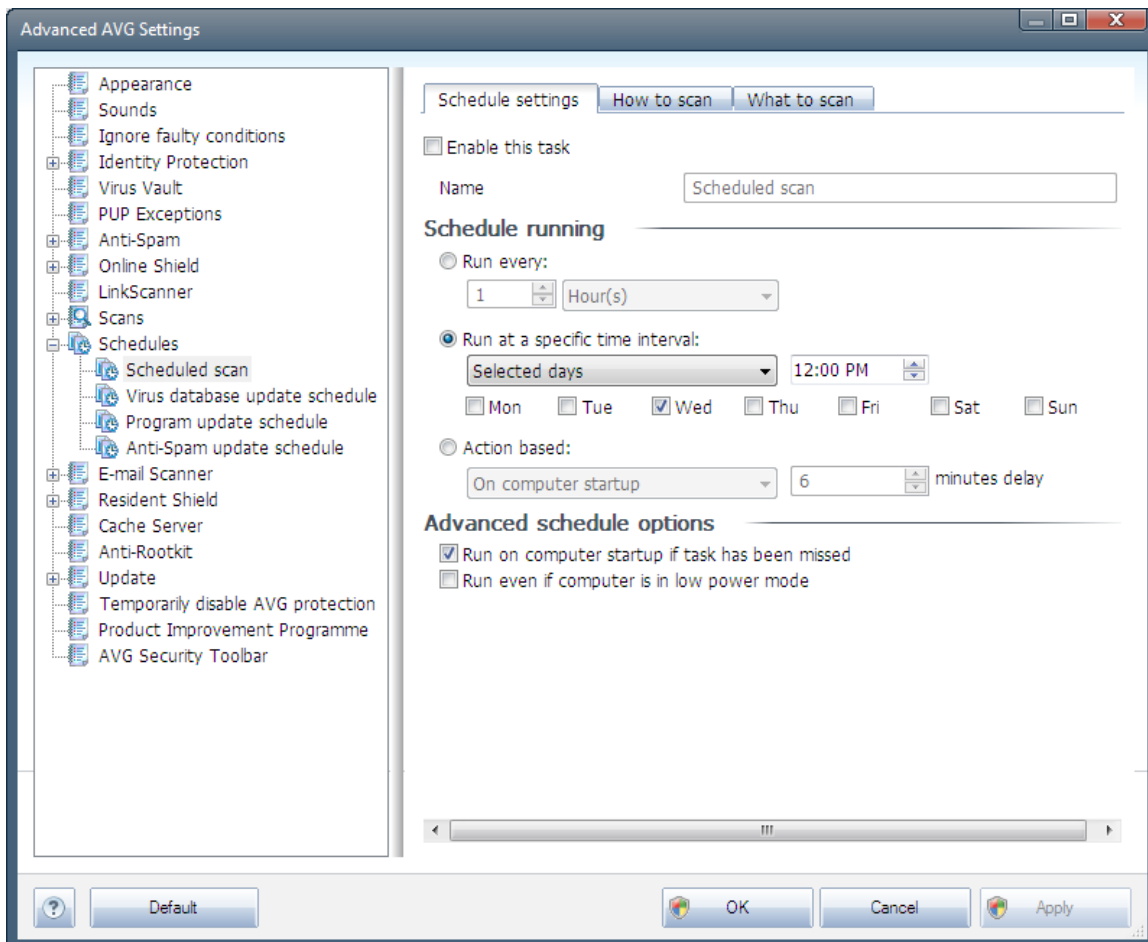 Advanced AVG Settings
Appearance
Sounds
Ignore faulty conditions
Identity Protection
Virus Vault
PUP Exceptions
Anti-Spam
Online Shield
LinkScanner
Scans
Schedules
Scheduled scan
Virus database update schedule
Program update schedule
Anti-Spam update schedule
E-mail Scanner
Resident Shield
Cache Server
Anti-Rootkit
Update
Temporarily disable AVG protection
Product Improvement Programme
AVG Security Toolbar
Schedule settings How to scan What to scan
Enable this task
Name Scheduled scan
Schedule running
Run every:
1 Hour(s)
Run at a specific time interval:
Selected days 12:00 PM
Mon Tue Wed Thu Fri Sat Sun
Action based:
On computer startup 6 minutes delay
Advanced schedule options
Run on computer startup if task has been missed
Run even if computer is in low power mode
? Default OK Cancel Apply